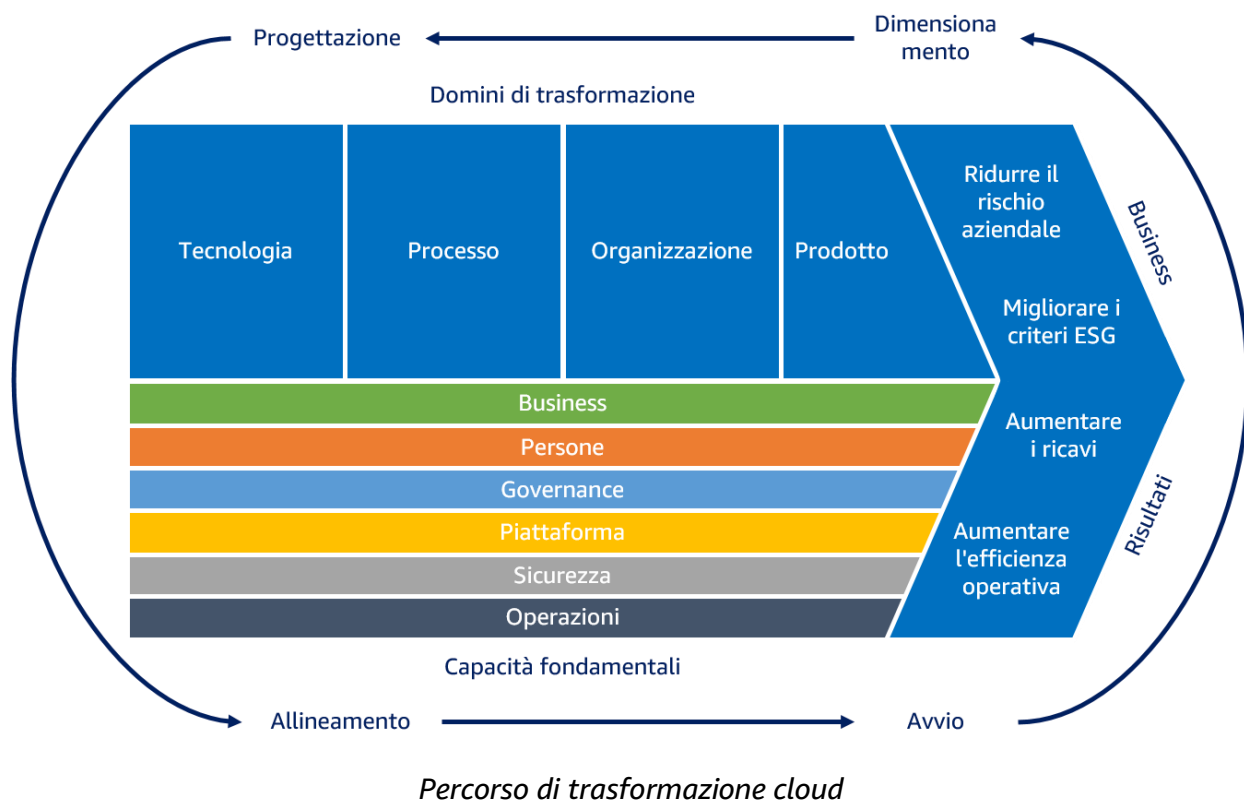 Progettazione
Dimensiona
mento
Domini di trasformazione
Tecnologia
Processo
Organizzazione
Prodotto
Ridurre il
rischio
aziendale
Migliorare i
criteri ESG
Aumentare
i ricavi
Aumentare
l'efficienza
operativa
Business
Risultati
Business
Persone
Governance
Piattaforma
Sicurezza
Operazioni
Capacità fondamentali
Allineamento
Avvio
Percorso di trasformazione cloud